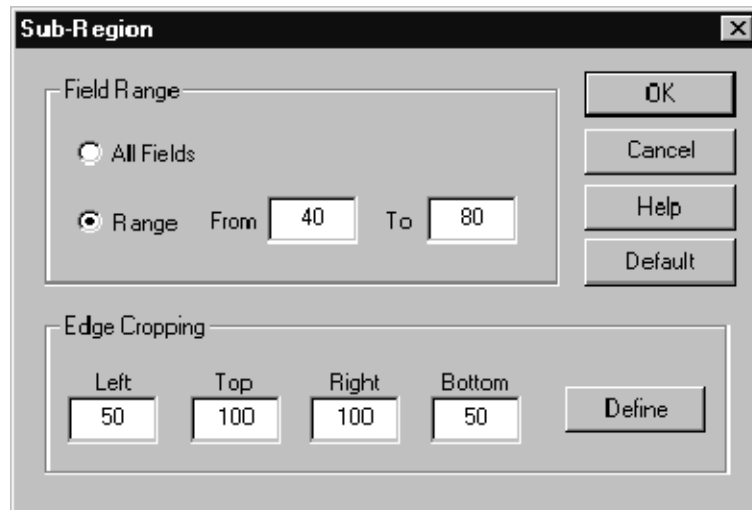 Sub-Region
Field Range
All Fields
Range From 40 To 80
OK
Cancel
Help
Default
Edge Cropping
Left Top Right Bottom
50 100 100 50
Define